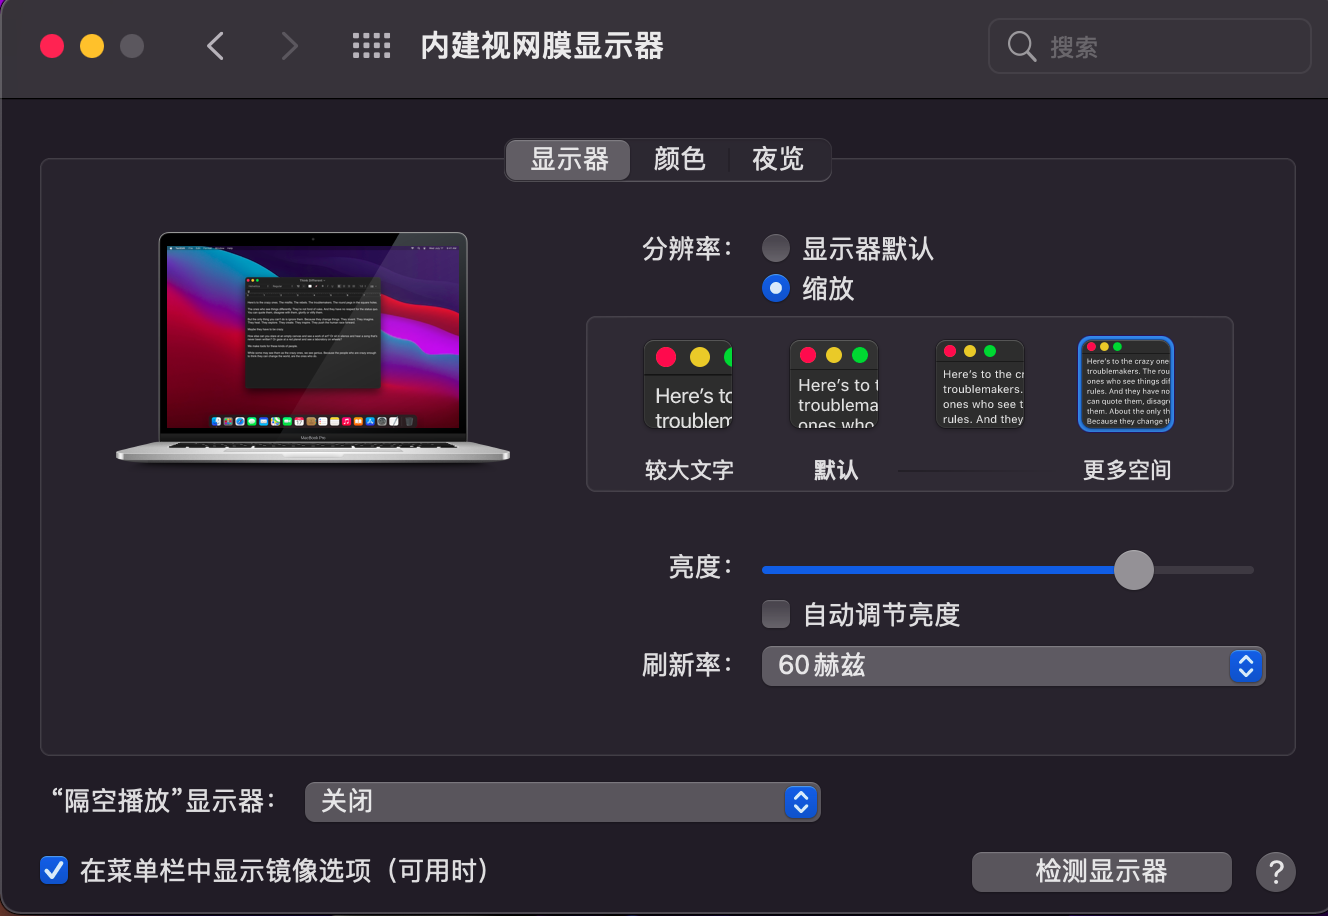 内建视网膜显示器
搜索
显示器 颜色 夜览
分辨率：
显示器默认
缩放
Here's to
troublem
Here's to
troublema
ones who
Here's to the cr
troublemakers.
ones who see t
rules. And they
Here's to the crazy one
troublemakers. The rou
ones who see things dif
rules. And they have no
can quote them, disagre
them. About the only th
Because they change th
较大文字 默认 更多空间
MacBook Pro
亮度：
自动调节亮度
刷新率：
60 赫兹
“隔空播放”显示器：
关闭
在菜单栏中显示镜像选项（可用时）
检测显示器
?